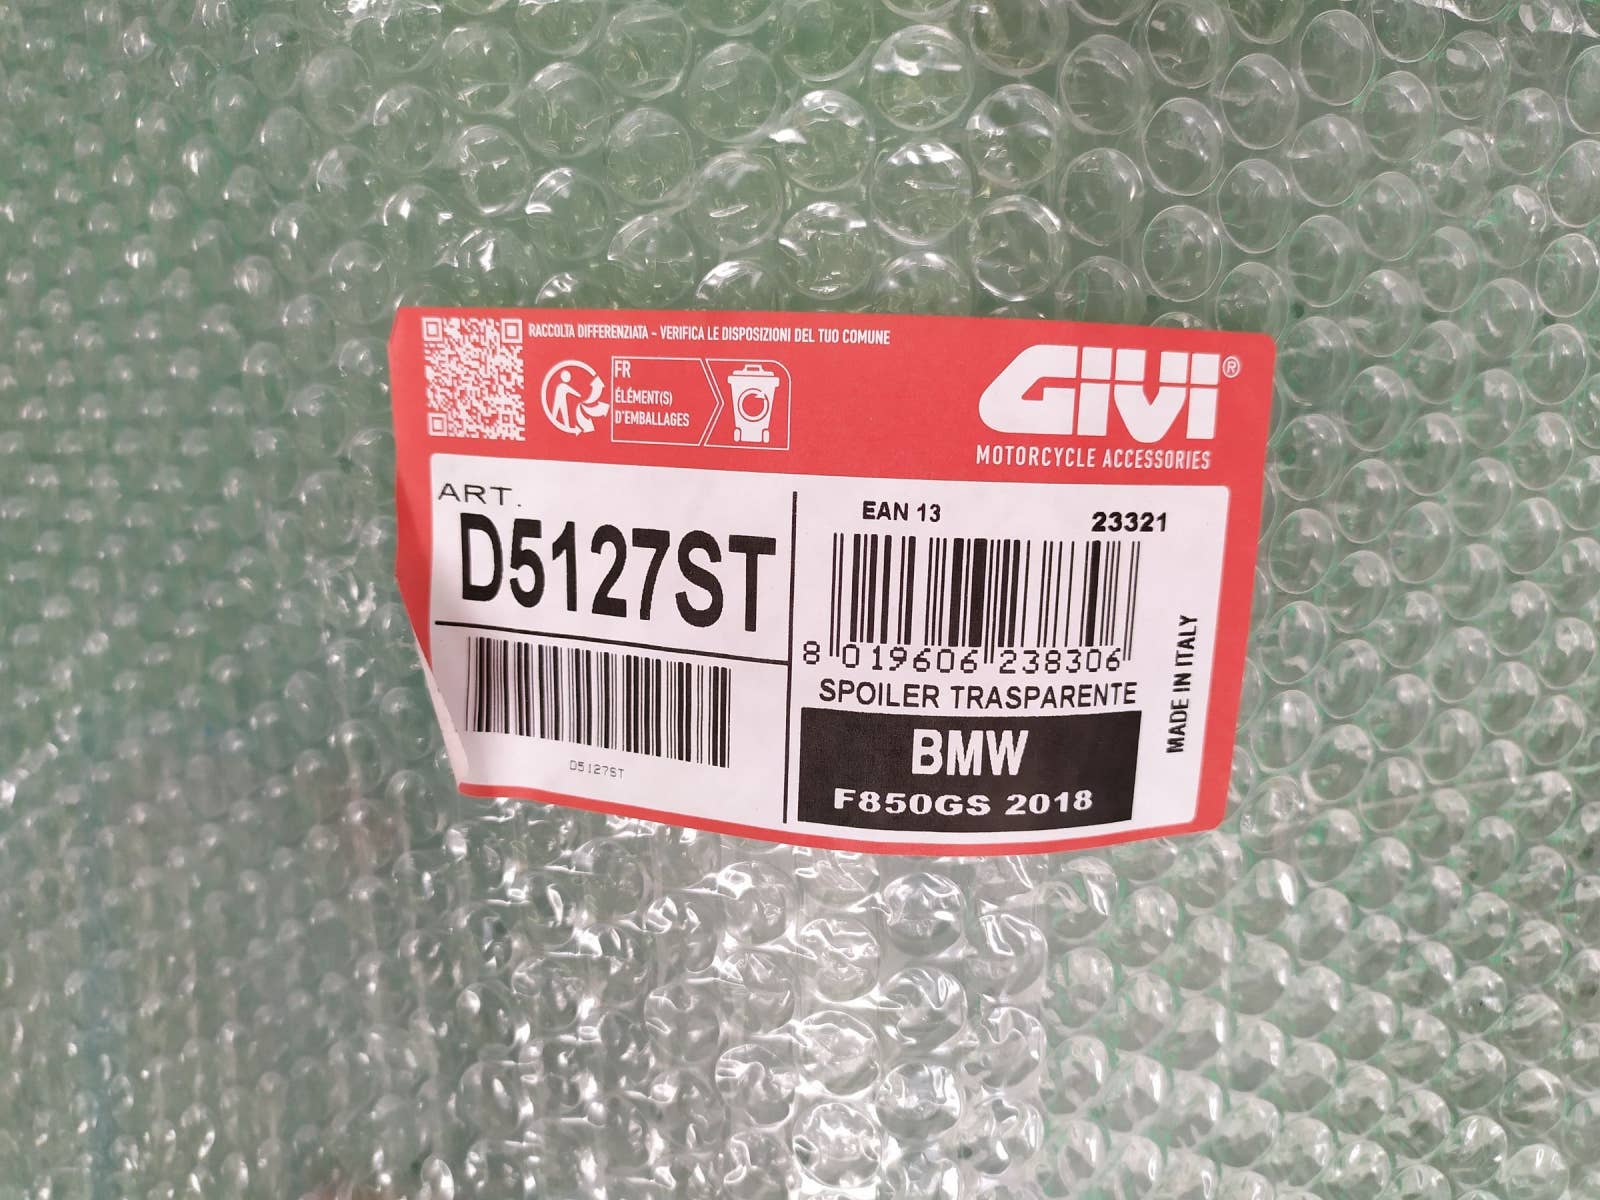 RACCOLTA DIFFERENZIATA - VERIFICA LE DISPOSIZIONI DEL TUO COMUNE
FR
ÉLÉMENT(S)
D'EMBALLAGES
GIVI®
MOTORCYCLE ACCESSORIES
ART.
D5127ST
D5127ST
EAN 13 23321
8 019606 238306
SPOILER TRASPARENTE
BMW
F850GS 2018
MADE IN ITALY